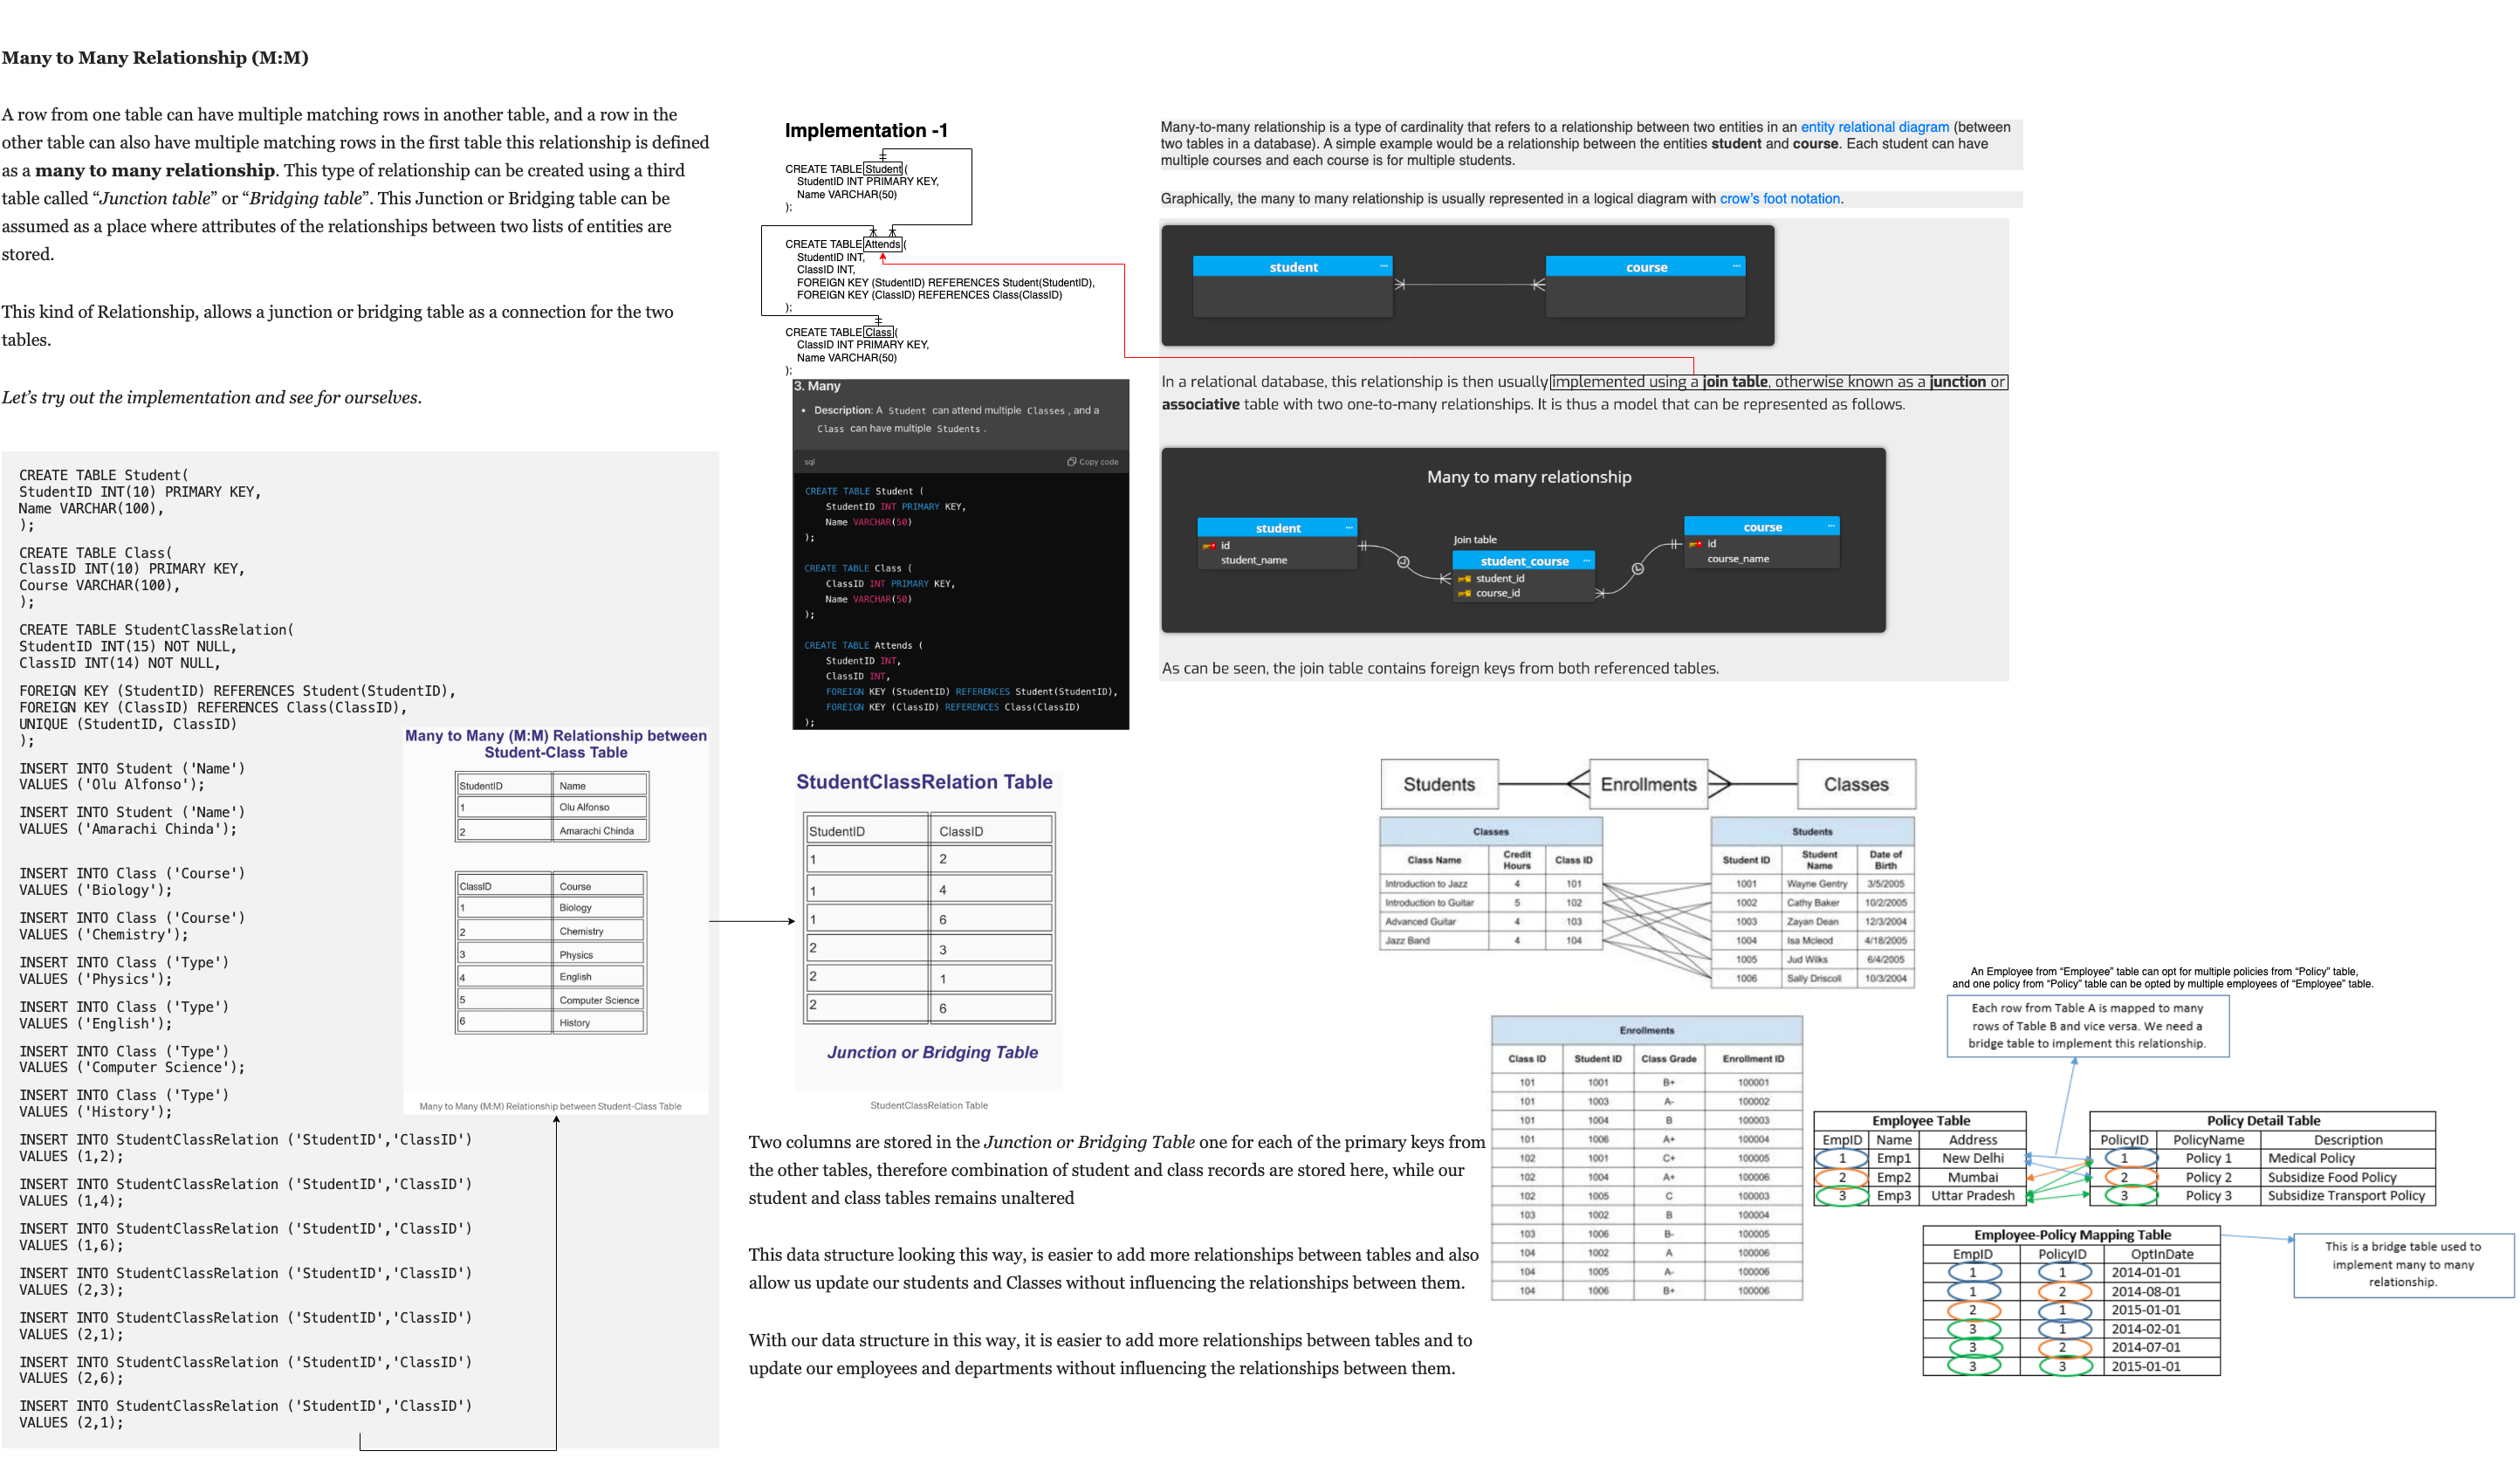 Many to Many Relationship (M:M)
A row from one table can have multiple matching rows in another table, and a row in the
other table can also have multiple matching rows in the first table this relationship is defined
as a many to many relationship. This type of relationship can be created using a third
table called “Junction table” or “Bridging table”. This Junction or Bridging table can be
assumed as a place where attributes of the relationships between two lists of entities are
stored.
This kind of Relationship, allows a junction or bridging table as a connection for the two
tables.
Let’s try out the implementation and see for ourselves.
CREATE TABLE Student(
StudentID INT(10) PRIMARY KEY,
Name VARCHAR(100),
);
CREATE TABLE Class(
ClassID INT(10) PRIMARY KEY,
Course VARCHAR(100),
);
CREATE TABLE StudentClassRelation(
StudentID INT(15) NOT NULL,
ClassID INT(14) NOT NULL,
FOREIGN KEY (StudentID) REFERENCES Student(StudentID),
FOREIGN KEY (ClassID) REFERENCES Class(ClassID),
UNIQUE (StudentID, ClassID)
);
INSERT INTO Student ('Name')
VALUES ('Olu Alfonso');
INSERT INTO Student ('Name')
VALUES ('Amarachi Chinda');
INSERT INTO Class ('Course')
VALUES ('Biology');
INSERT INTO Class ('Course')
VALUES ('Chemistry');
INSERT INTO Class ('Type')
VALUES ('Physics');
INSERT INTO Class ('Type')
VALUES ('English');
INSERT INTO Class ('Type')
VALUES ('Computer Science');
INSERT INTO Class ('Type')
VALUES ('History');
INSERT INTO StudentClassRelation ('StudentID','ClassID')
VALUES (1,2);
INSERT INTO StudentClassRelation ('StudentID','ClassID')
VALUES (1,4);
INSERT INTO StudentClassRelation ('StudentID','ClassID')
VALUES (1,6);
INSERT INTO StudentClassRelation ('StudentID','ClassID')
VALUES (2,3);
INSERT INTO StudentClassRelation ('StudentID','ClassID')
VALUES (2,1);
INSERT INTO StudentClassRelation ('StudentID','ClassID')
VALUES (2,6);
INSERT INTO StudentClassRelation ('StudentID','ClassID')
VALUES (2,1);
Many to Many (M:M) Relationship between
Student-Class Table
StudentID Name
1 Olu Alfonso
2 Amarachi Chinda
ClassID Course
1 Biology
2 Chemistry
3 Physics
4 English
5 Computer Science
6 History
Many to Many (M:M) Relationship between Student-Class Table
Implementation -1
CREATE TABLE Student (
StudentID INT PRIMARY KEY,
Name VARCHAR(50)
);
CREATE TABLE Attends (
StudentID INT,
ClassID INT,
FOREIGN KEY (StudentID) REFERENCES Student(StudentID),
FOREIGN KEY (ClassID) REFERENCES Class(ClassID)
);
CREATE TABLE Class (
ClassID INT PRIMARY KEY,
Name VARCHAR(50)
);
3. Many
• Description: A Student can attend multiple Classes, and a
Class can have multiple Students.
sql Copy code
CREATE TABLE Student (
StudentID INT PRIMARY KEY,
Name VARCHAR(50)
);
CREATE TABLE Class (
ClassID INT PRIMARY KEY,
Name VARCHAR(50)
);
CREATE TABLE Attends (
StudentID INT,
ClassID INT,
FOREIGN KEY (StudentID) REFERENCES Student(StudentID),
FOREIGN KEY (ClassID) REFERENCES Class(ClassID)
);
StudentClassRelation Table
StudentID ClassID
1 2
1 4
1 6
2 3
2 1
2 6
Junction or Bridging Table
StudentClassRelation Table
Two columns are stored in the Junction or Bridging Table one for each of the primary keys from
the other tables, therefore combination of student and class records are stored here, while our
student and class tables remains unaltered
This data structure looking this way, is easier to add more relationships between tables and also
allow us update our students and Classes without influencing the relationships between them.
With our data structure in this way, it is easier to add more relationships between tables and to
update our employees and departments without influencing the relationships between them.
Many-to-many relationship is a type of cardinality that refers to a relationship between two entities in an entity relational diagram (between
two tables in a database). A simple example would be a relationship between the entities student and course. Each student can have
multiple courses and each course is for multiple students.
Graphically, the many to many relationship is usually represented in a logical diagram with crow’s foot notation.
student ... course ...
In a relational database, this relationship is then usually implemented using a join table, otherwise known as a junction or
associative table with two one-to-many relationships. It is thus a model that can be represented as follows.
Many to many relationship
student ...
id
student_name
Join table
student_course ...
student_id
course_id
course ...
id
course_name
As can be seen, the join table contains foreign keys from both referenced tables.
Students Enrollments Classes
Classes
Class Name Credit Hours Class ID
Introduction to Jazz 4 101
Introduction to Guitar 5 102
Advanced Guitar 4 103
Jazz Band 4 104
Students
Student ID Student Name Date of Birth
1001 Wayne Gentry 3/5/2005
1002 Cathy Baker 10/2/2005
1003 Zayan Dean 12/3/2004
1004 Isa Mcleod 4/18/2005
1005 Jud Wilks 6/4/2005
1006 Sally Driscoll 10/3/2004
Enrollments
Class ID Student ID Class Grade Enrollment ID
101 1001 B+ 100001
101 1003 A- 100002
101 1004 B 100003
101 1006 A+ 100004
102 1001 C+ 100005
102 1004 A+ 100006
102 1005 C 100003
103 1002 B 100004
103 1006 B- 100005
104 1002 A 100006
104 1005 A- 100006
104 1006 B+ 100006
An Employee from “Employee” table can opt for multiple policies from “Policy” table,
and one policy from “Policy” table can be opted by multiple employees of “Employee” table.
Each row from Table A is mapped to many
rows of Table B and vice versa. We need a
bridge table to implement this relationship.
Employee Table
EmpID Name Address
1 Emp1 New Delhi
2 Emp2 Mumbai
3 Emp3 Uttar Pradesh
Policy Detail Table
PolicyID PolicyName Description
1 Policy 1 Medical Policy
2 Policy 2 Subsidize Food Policy
3 Policy 3 Subsidize Transport Policy
Employee-Policy Mapping Table
EmpID PolicyID OptInDate
1 1 2014-01-01
1 2 2014-08-01
2 1 2015-01-01
3 1 2014-02-01
3 2 2014-07-01
3 3 2015-01-01
This is a bridge table used to
implement many to many
relationship.